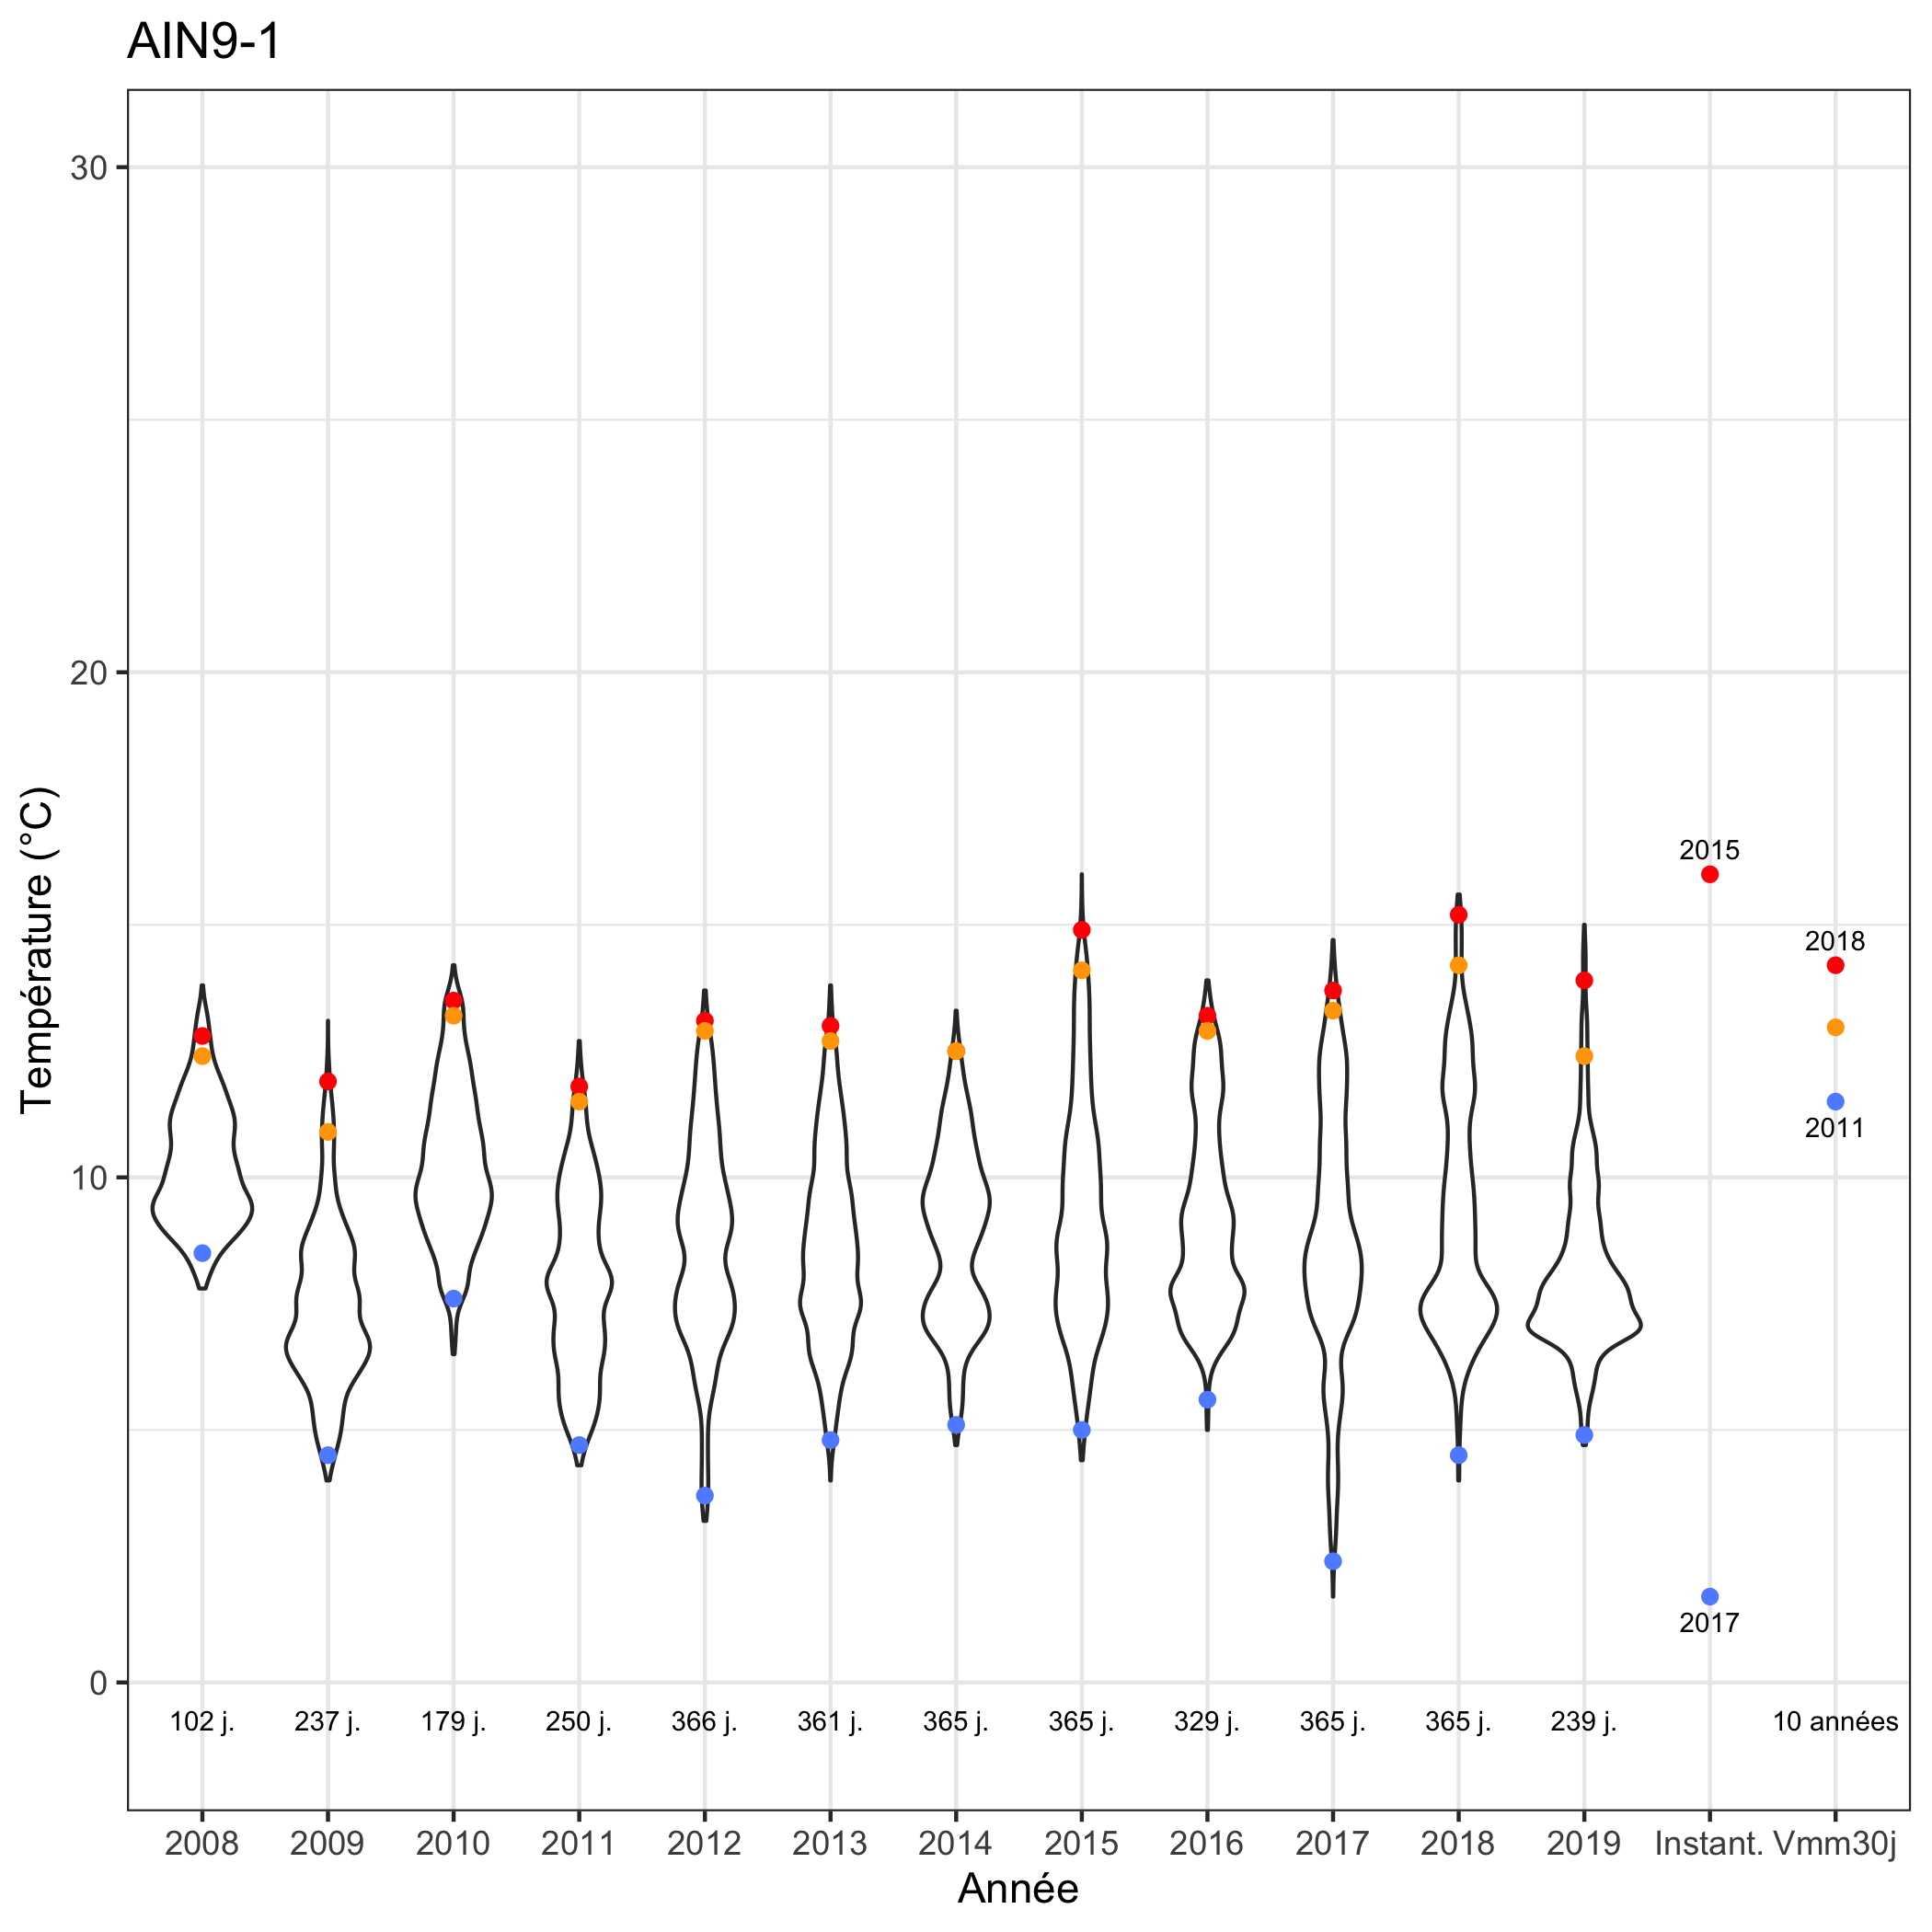 AIN9-1
30
20
10
0
Température (°C)
2015
2018
2011
2017
102 j.
237 j.
179 j.
250 j.
366 j.
361 j.
365 j.
365 j.
329 j.
365 j.
365 j.
239 j.
10 années
2008
2009
2010
2011
2012
2013
2014
2015
2016
2017
2018
2019
Instant.
Vmm30j
Année